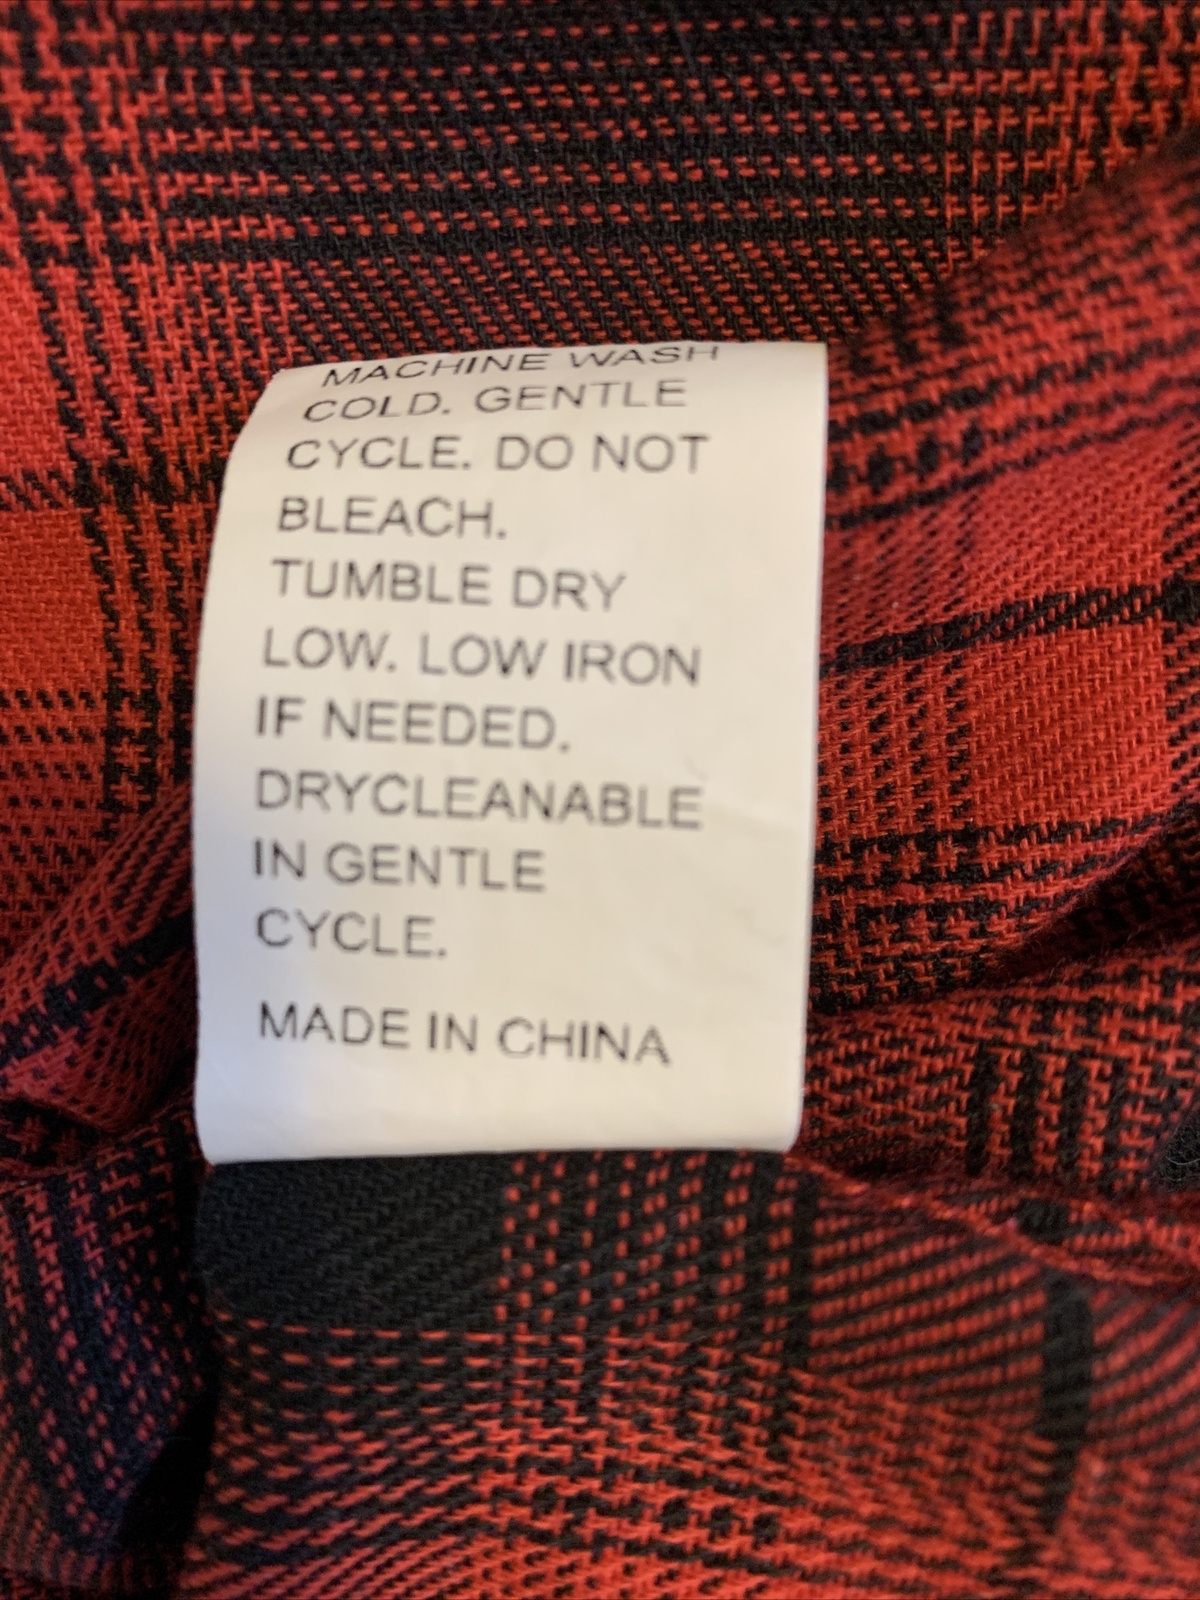 MACHINE WASH
COLD. GENTLE
CYCLE. DO NOT
BLEACH.
TUMBLE DRY
LOW. LOW IRON
IF NEEDED.
DRYCLEANABLE
IN GENTLE
CYCLE.
MADE IN CHINA